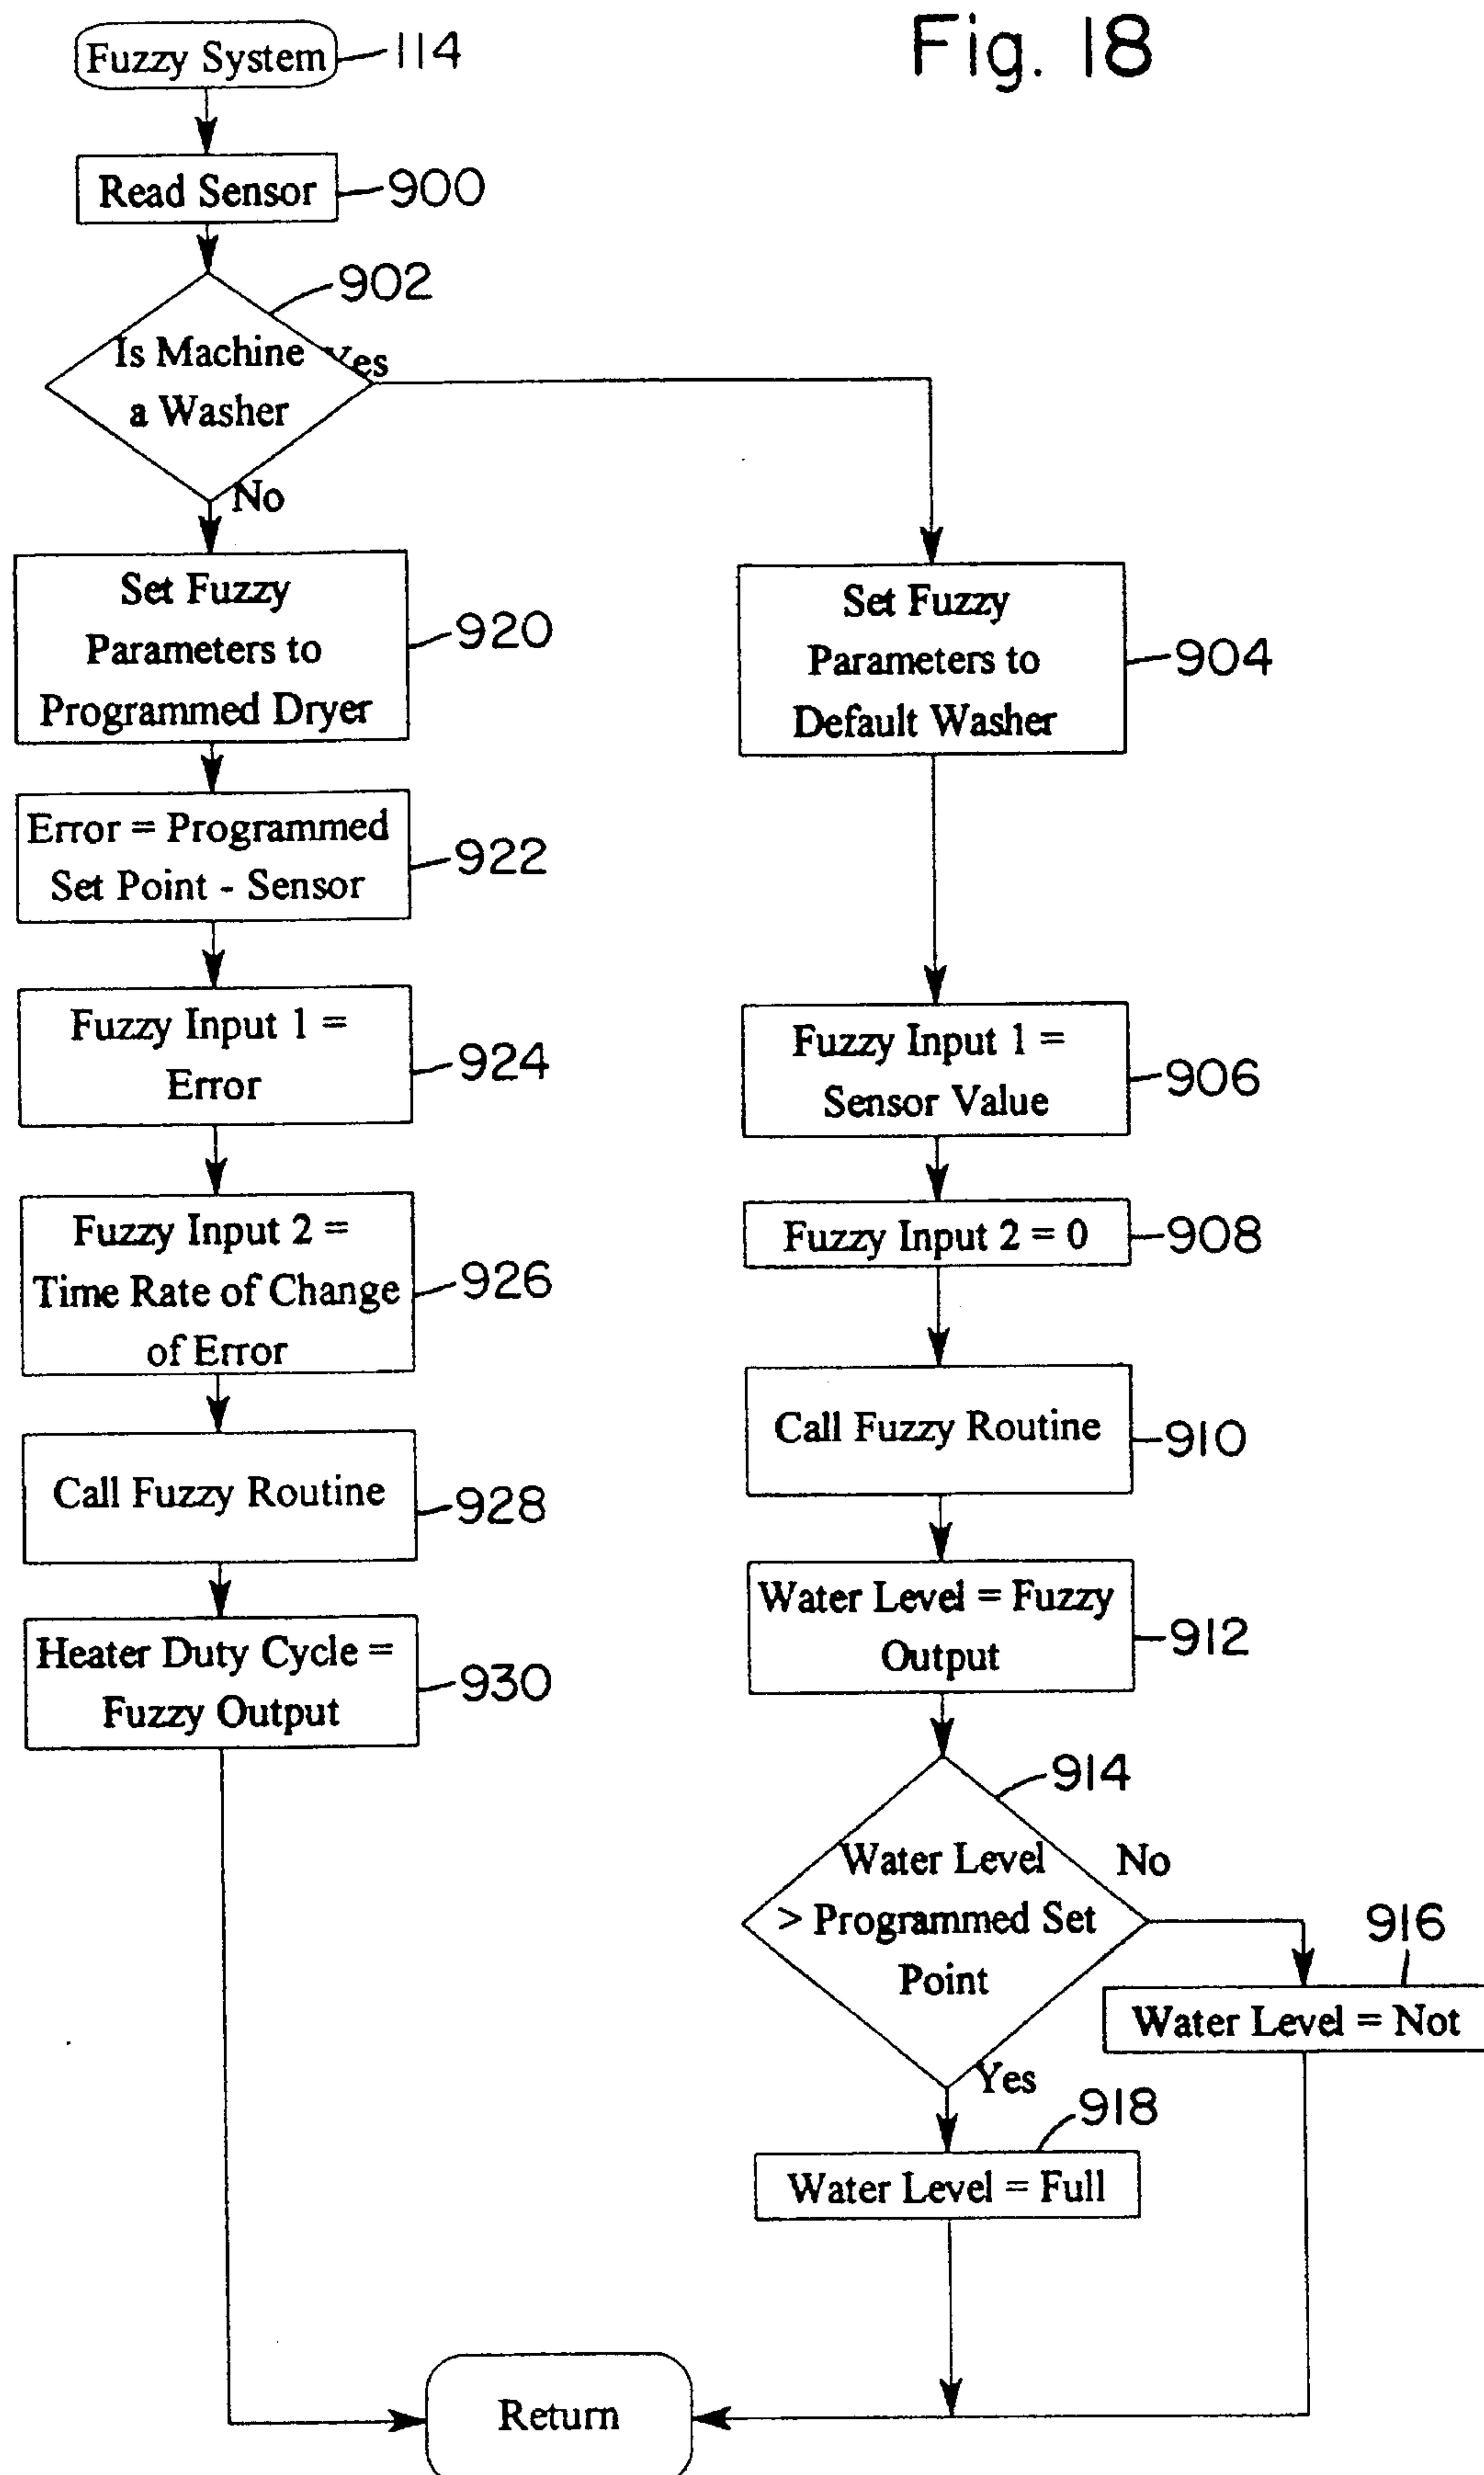 Fig. 18
Fuzzy System
114
Read Sensor
900
902
Is Machine
a Washer
Yes
No
Set Fuzzy
Parameters to
Programmed Dryer
920
Error = Programmed
Set Point - Sensor
922
Fuzzy Input 1 =
Error
924
Fuzzy Input 2 =
Time Rate of Change
of Error
926
Call Fuzzy Routine
928
Heater Duty Cycle =
Fuzzy Output
930
Set Fuzzy
Parameters to
Default Washer
904
Fuzzy Input 1 =
Sensor Value
906
Fuzzy Input 2 = 0
908
Call Fuzzy Routine
910
Water Level = Fuzzy
Output
912
914
Water Level
> Programmed Set
Point
No
916
Water Level = Not
Yes
918
Water Level = Full
Return